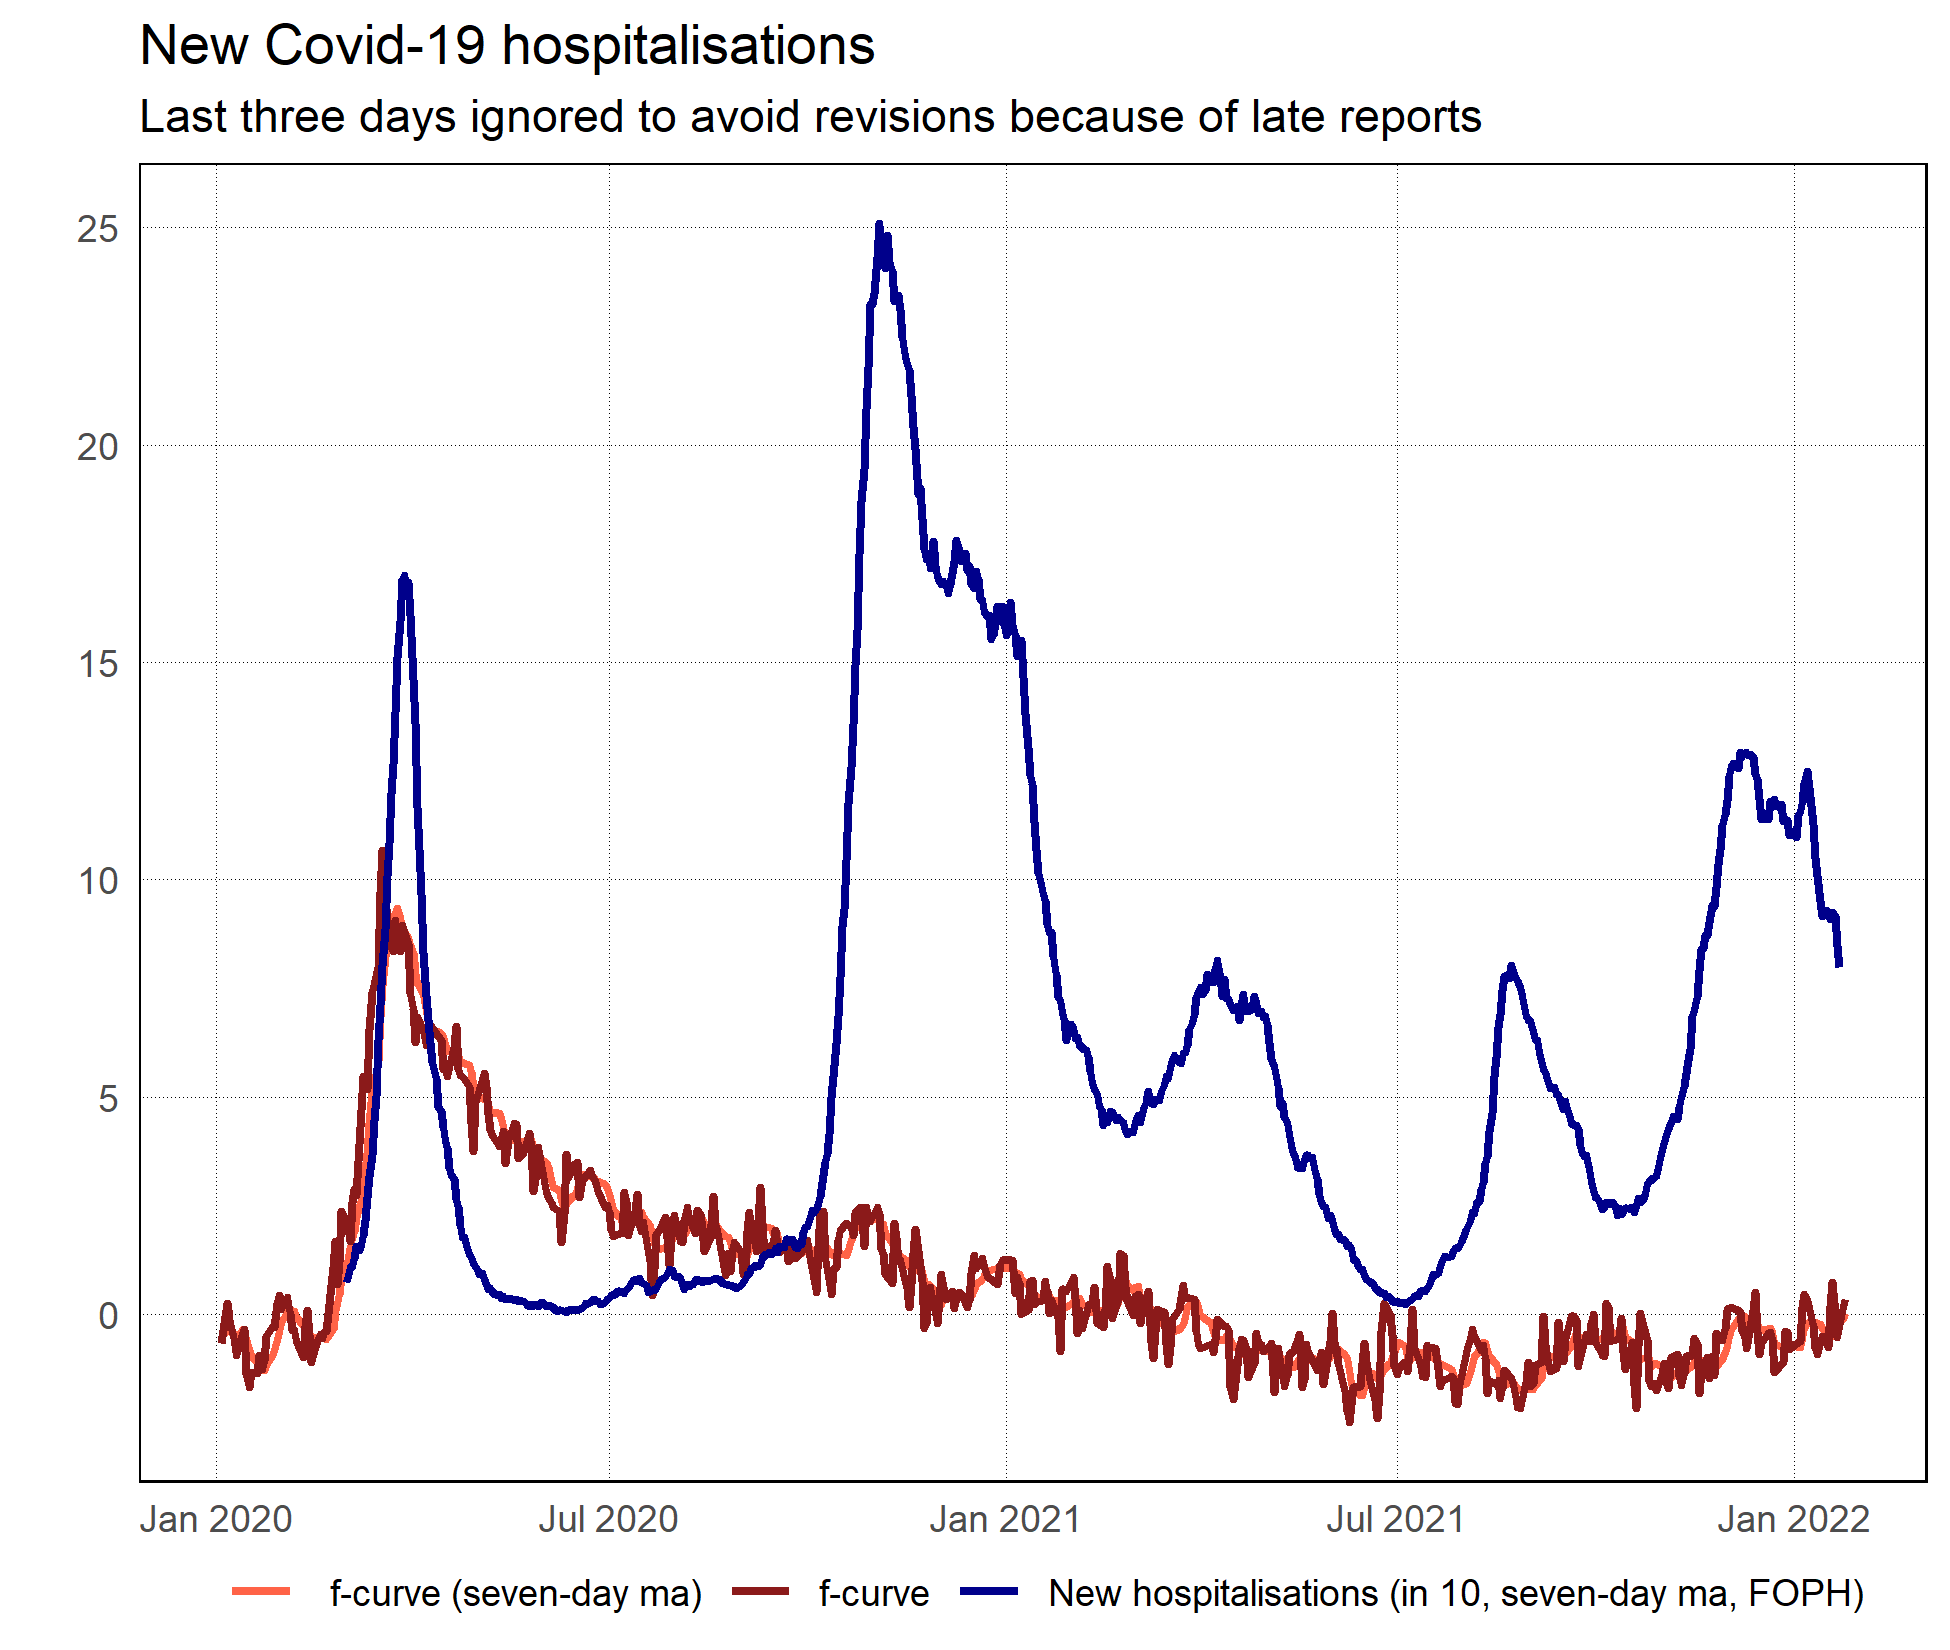 New Covid-19 hospitalisations
Last three days ignored to avoid revisions because of late reports
25
20
15
10
5
0
Jan 2020 Jul 2020 Jan 2021 Jul 2021 Jan 2022
f-curve (seven-day ma) f-curve New hospitalisations (in 10, seven-day ma, FOPH)